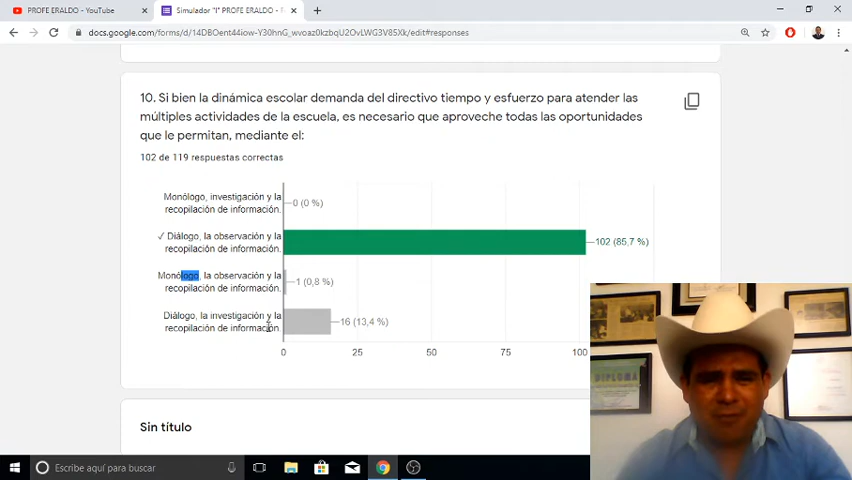 PROFE ERALDO - YouTube
Simulador "I" PROFE ERALDO -
docs.google.com/forms/d/14DBOent44iow-Y30hnG_wvoaz0kzbqU2OvLWG3V85Xk/edit#responses
10. Si bien la dinámica escolar demanda del directivo tiempo y esfuerzo para atender las
múltiples actividades de la escuela, es necesario que aproveche todas las oportunidades
que le permitan, mediante el:
102 de 119 respuestas correctas
Monólogo, investigación y la
recopilación de información.
0 (0 %)
✓ Diálogo, la observación y la
recopilación de información.
102 (85,7 %)
Monólogo, la observación y la
recopilación de información.
1 (0,8 %)
Diálogo, la investigación y la
recopilación de información.
16 (13,4 %)
0 25 50 75 100
DIPLOMA
Sin título
Escribe aquí para buscar